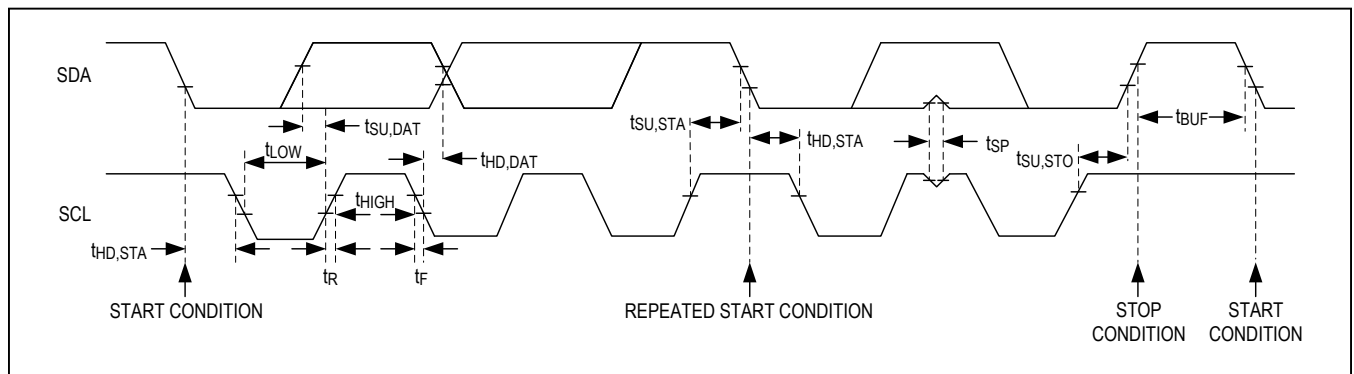 SDA
tSU,DAT
tLOW
tHD,DAT
tSU,STA
tHD,STA
tSP
tSU,STO
tBUF
SCL
tHIGH
tHD,STA
tR
tF
START CONDITION
REPEATED START CONDITION
STOP
CONDITION
START
CONDITION